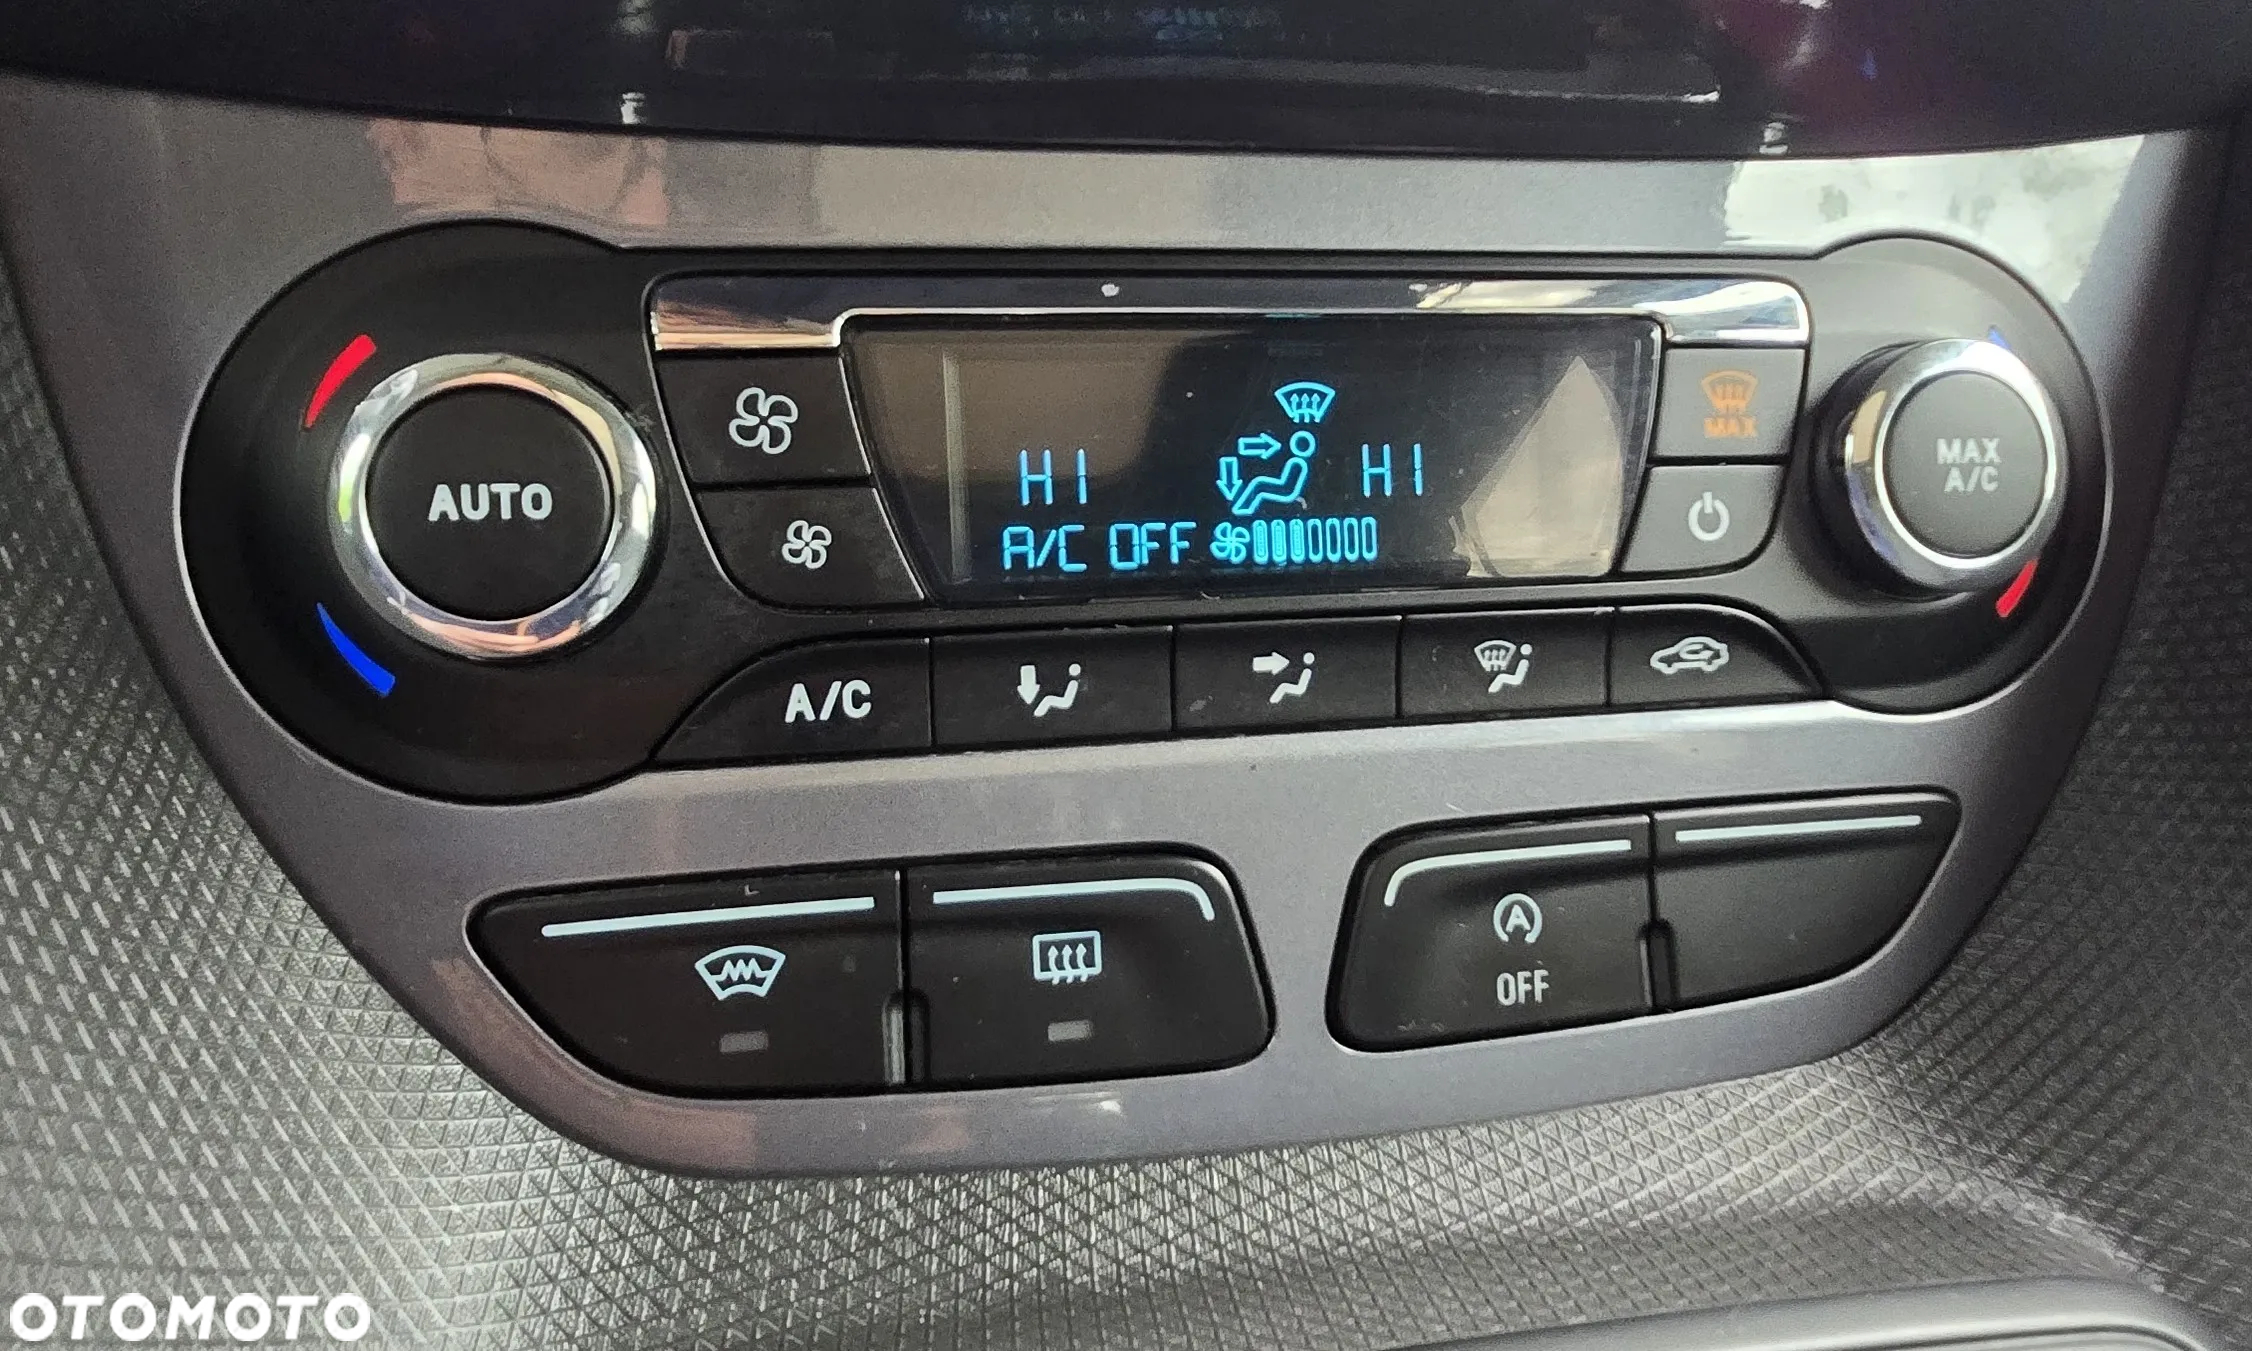 AUTO
HI
HI
A/C OFF
MAX
MAX
A/C
A/C
A
OFF
OTOMOTO